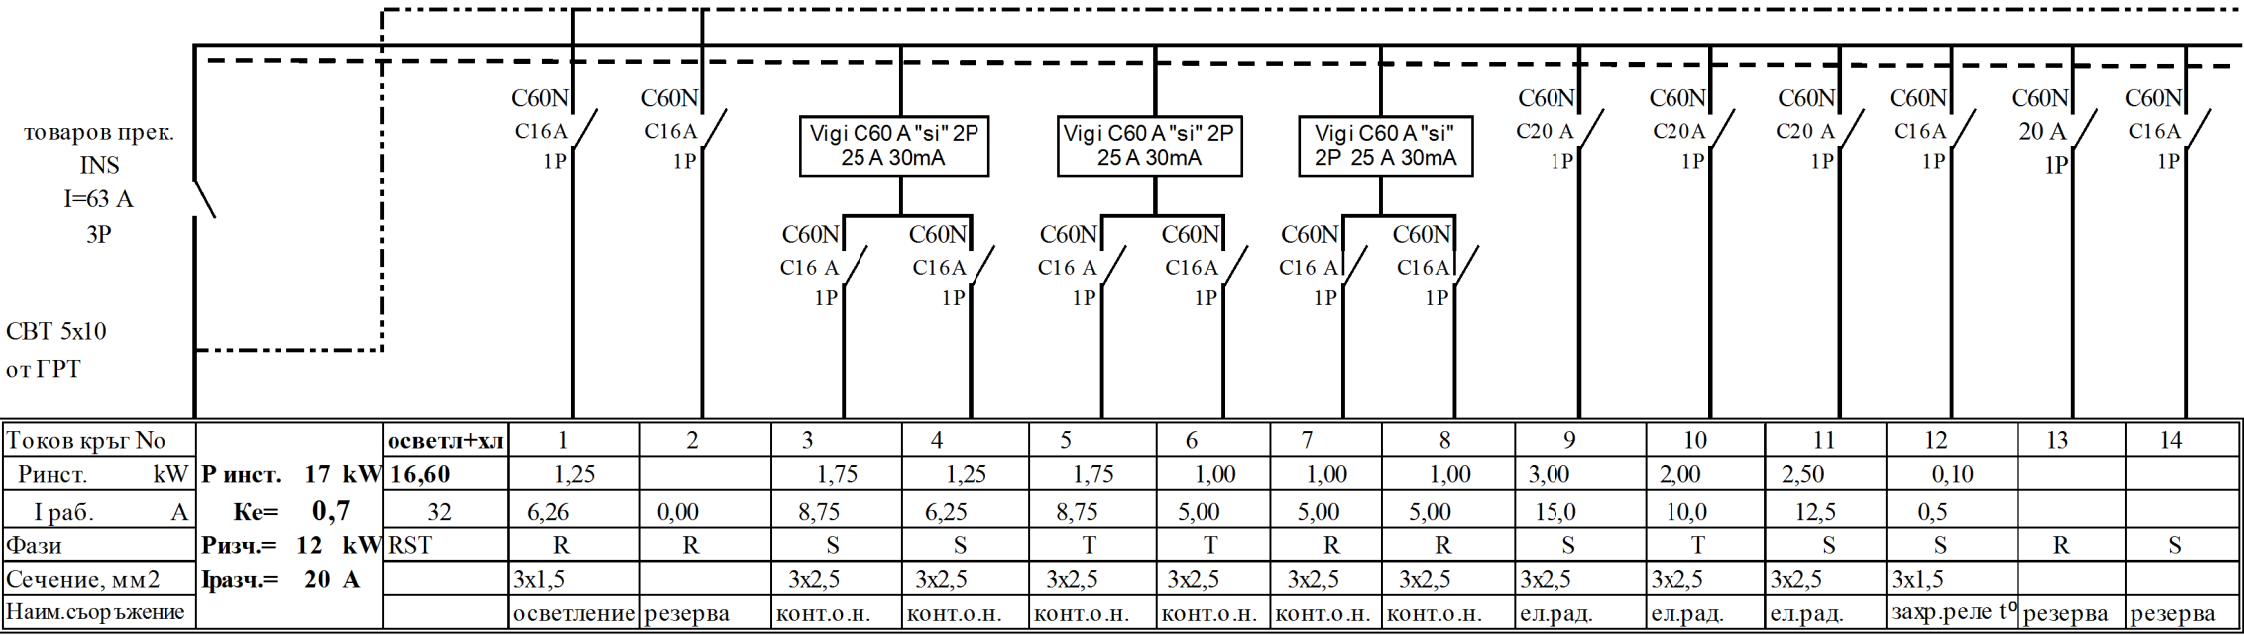 товаров прек.
INS
I=63 A
3P
СВТ 5х10
от ГРТ
C60N
C16A
1P
C60N
C16A
1P
Vigi C60 A "si" 2P
25 A 30mA
C60N
C16 A
1P
C60N
C16A
1P
Vigi C60 A "si" 2P
25 A 30mA
C60N
C16 A
1P
C60N
C16A
1P
Vigi C60 A "si"
2P 25 A 30mA
C60N
C16 A
1P
C60N
C16A
1P
C60N
C20 A
1P
C60N
C20A
1P
C60N
C20 A
1P
C60N
C16A
1P
C60N
20 A
1P
C60N
C16A
1P
Токов кръг No осветл+хл 1 2 3 4 5 6 7 8 9 10 11 12 13 14
Ринст. kW Р инст. 17 kW 16,60 1,25 1,75 1,25 1,75 1,00 1,00 1,00 3,00 2,00 2,50 0,10
I раб. А Ке= 0,7 32 6,26 0,00 8,75 6,25 8,75 5,00 5,00 5,00 15,0 10,0 12,5 0,5
Фази Ризч.= 12 kW RST R R S S T T R R S T S S R S
Сечение, мм2 Iразч.= 20 А 3x1,5 3x2,5 3x2,5 3x2,5 3x2,5 3x2,5 3x2,5 3x2,5 3x2,5 3x2,5 3x1,5
Наим.съоръжение осветление резерва конт.о.н. конт.о.н. конт.о.н. конт.о.н. конт.о.н. конт.о.н. ел.рад. ел.рад. ел.рад. захр.реле tº резерва резерва